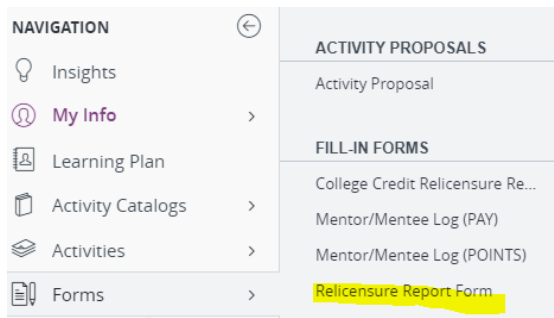 NAVIGATION
Insights
My Info
Learning Plan
Activity Catalogs
Activities
Forms
ACTIVITY PROPOSALS
Activity Proposal
FILL-IN FORMS
College Credit Relicensure Re...
Mentor/Mentee Log (PAY)
Mentor/Mentee Log (POINTS)
Relicensure Report Form